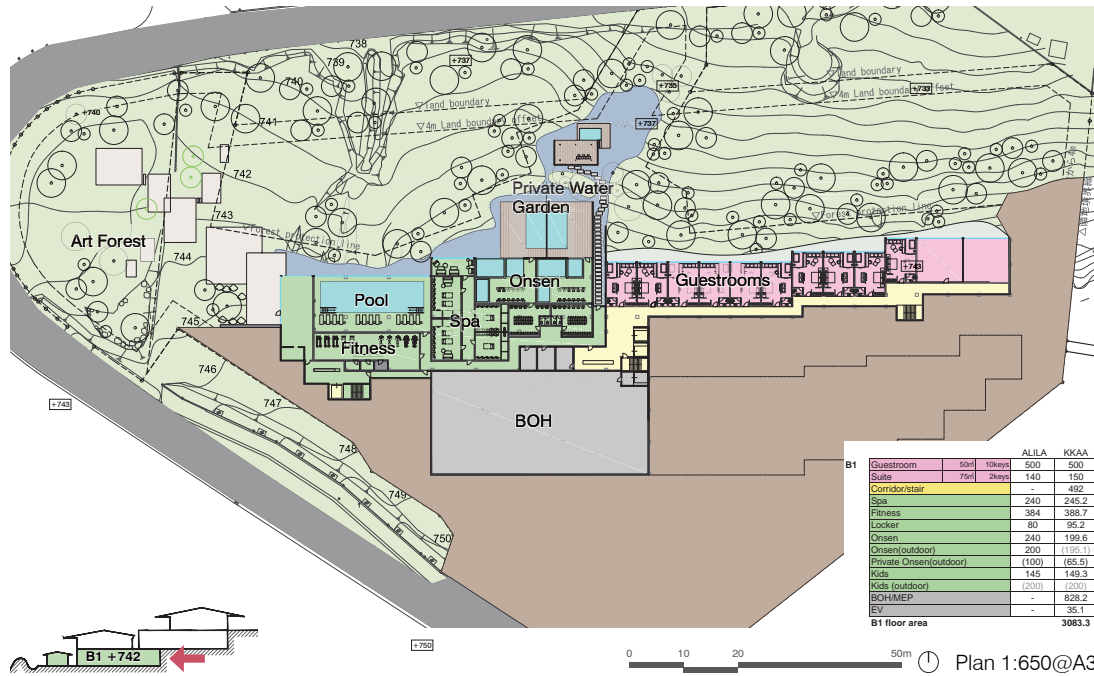 738
739
740
741
742
743
744
745
746
747
748
749
750
+737
+735
+733
+737
+740
▽land boundary
▽4m Land boundary offset
▽land boundary
▽4m Land boundary offset
▽Forest protection line
▽Forest protection line
Private Water
Garden
Art Forest
Onsen
Guestrooms
+743
Pool
Spa
Fitness
BOH
+743
+750
ALILA KKAA
B1 Guestroom 50㎡ 10keys 500 500
Suite 75㎡ 2keys 140 150
Corridor/stair - 492
Spa 240 245.2
Fitness 384 388.7
Locker 80 95.2
Onsen 240 199.6
Onsen(outdoor) 200 (195.1)
Private Onsen(outdoor) (100) (65.5)
Kids 145 149.3
Kids (outdoor) (200) (200)
BOH/MEP - 828.2
EV - 35.1
B1 floor area 3083.3
B1 +742
0 10 20 50m
Plan 1:650@A3